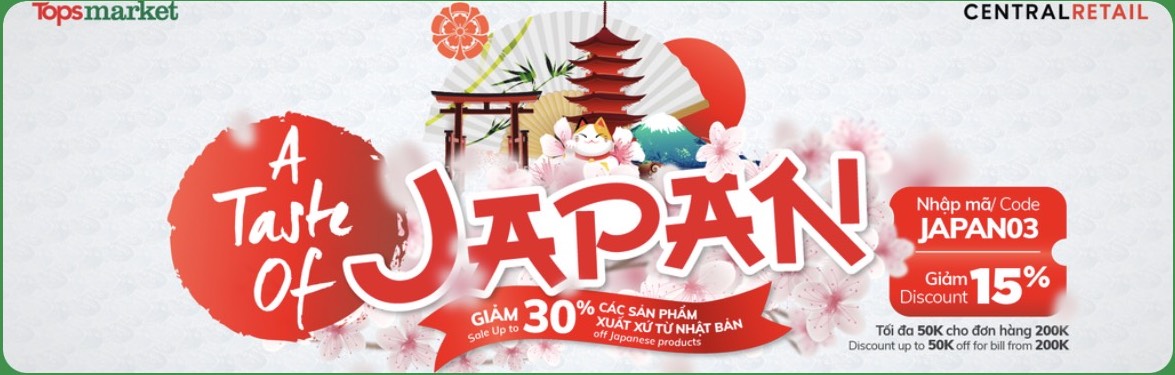 Topsmarket
CENTRALRETAIL
A
Taste
Of
JAPAN
GIẢM 30% CÁC SẢN PHẨM
Sale Up to XUẤT XỨ TỪ NHẬT BẢN
off Japanese products
Nhập mã/ Code
JAPAN03
Giảm 15%
Discount
Tối đa 50K cho đơn hàng 200K
Discount up to 50K off for bill from 200K